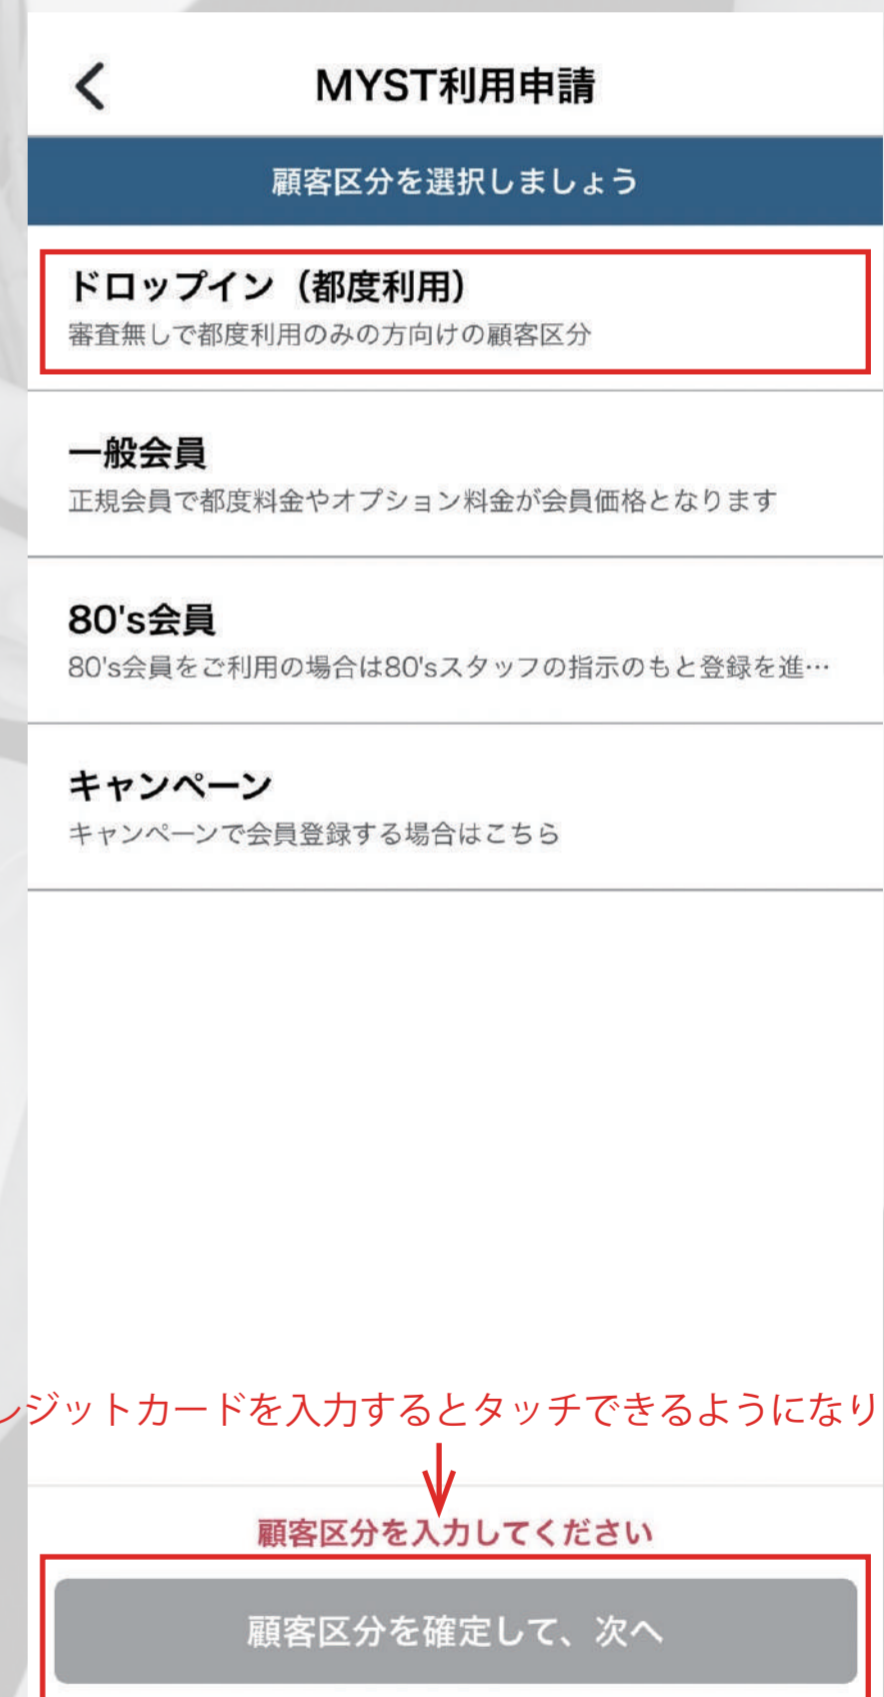 MYST利用申請
顧客区分を選択しましょう
ドロップイン（都度利用）
審査無しで都度利用のみの方向けの顧客区分
一般会員
正規会員で都度料金やオプション料金が会員価格となります
80's会員
80's会員をご利用の場合は80'sスタッフの指示のもと登録を進…
キャンペーン
キャンペーンで会員登録する場合はこちら
レジットカードを入力するとタッチできるようになり
顧客区分を入力してください
顧客区分を確定して、次へ